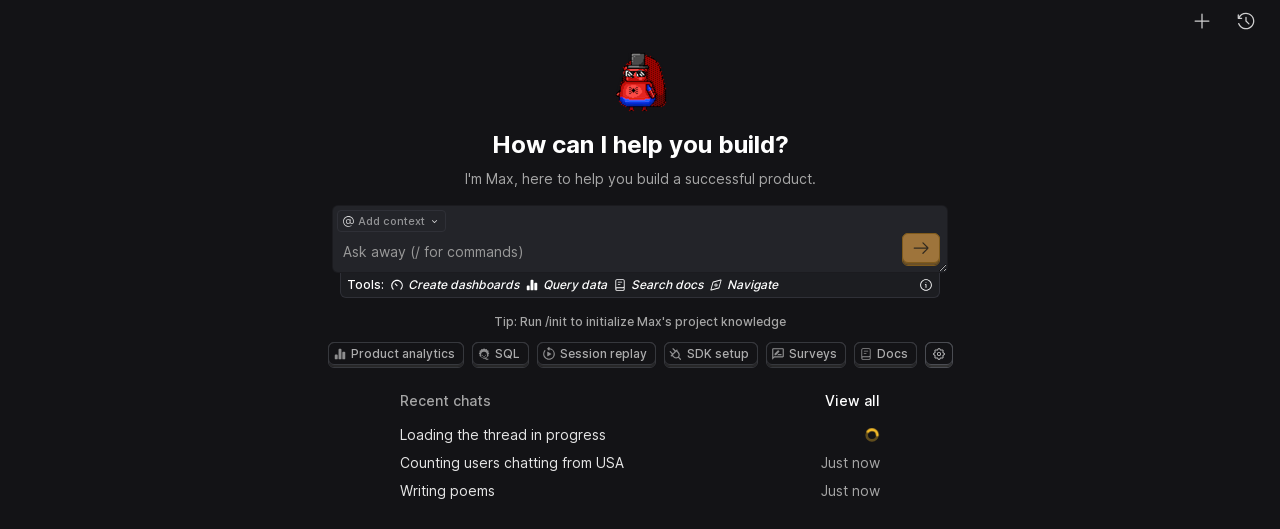 How can I help you build?
I'm Max, here to help you build a successful product.
@ Add context
Ask away (/ for commands)
Tools: Create dashboards Query data Search docs Navigate
Tip: Run /init to initialize Max's project knowledge
Product analytics SQL Session replay SDK setup Surveys Docs
Recent chats View all
Loading the thread in progress
Counting users chatting from USA Just now
Writing poems Just now